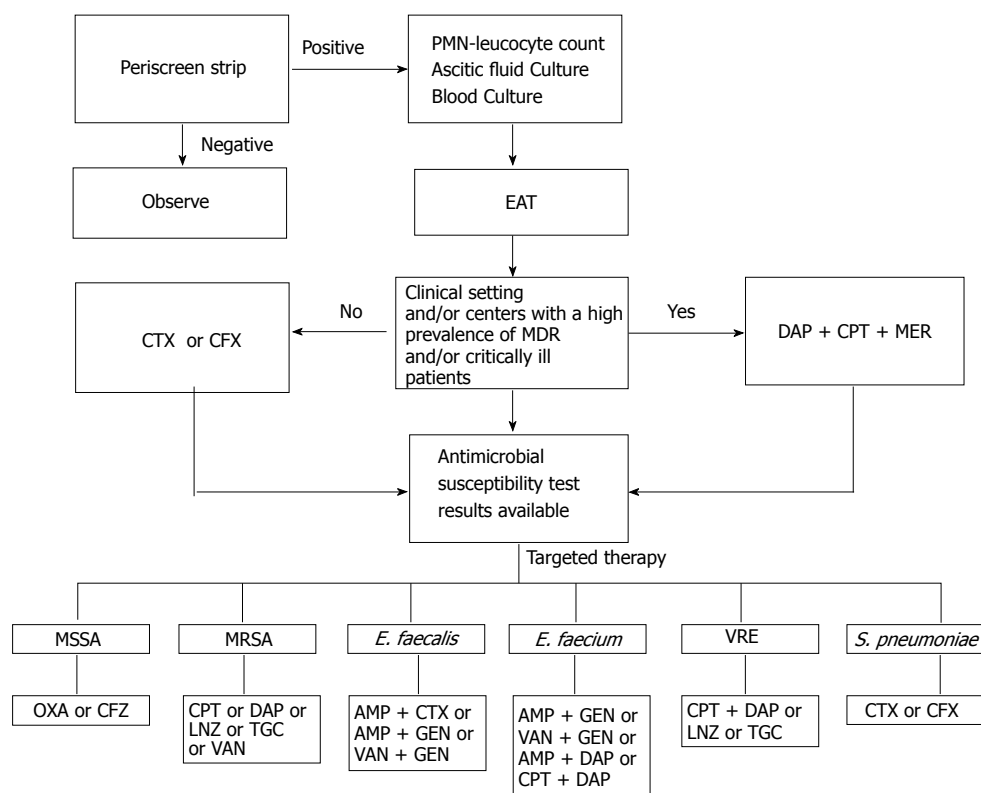 Periscreen strip
Positive
PMN-leucocyte count
Ascitic fluid Culture
Blood Culture
Negative
Observe
EAT
CTX or CFX
No
Clinical setting
and/or centers with a high
prevalence of MDR
and/or critically ill
patients
Yes
DAP + CPT + MER
Antimicrobial
susceptibility test
results available
Targeted therapy
MSSA
MRSA
E. faecalis
E. faecium
VRE
S. pneumoniae
OXA or CFZ
CPT or DAP or
LNZ or TGC
or VAN
AMP + CTX or
AMP + GEN or
VAN + GEN
AMP + GEN or
VAN + GEN or
AMP + DAP or
CPT + DAP
CPT + DAP or
LNZ or TGC
CTX or CFX